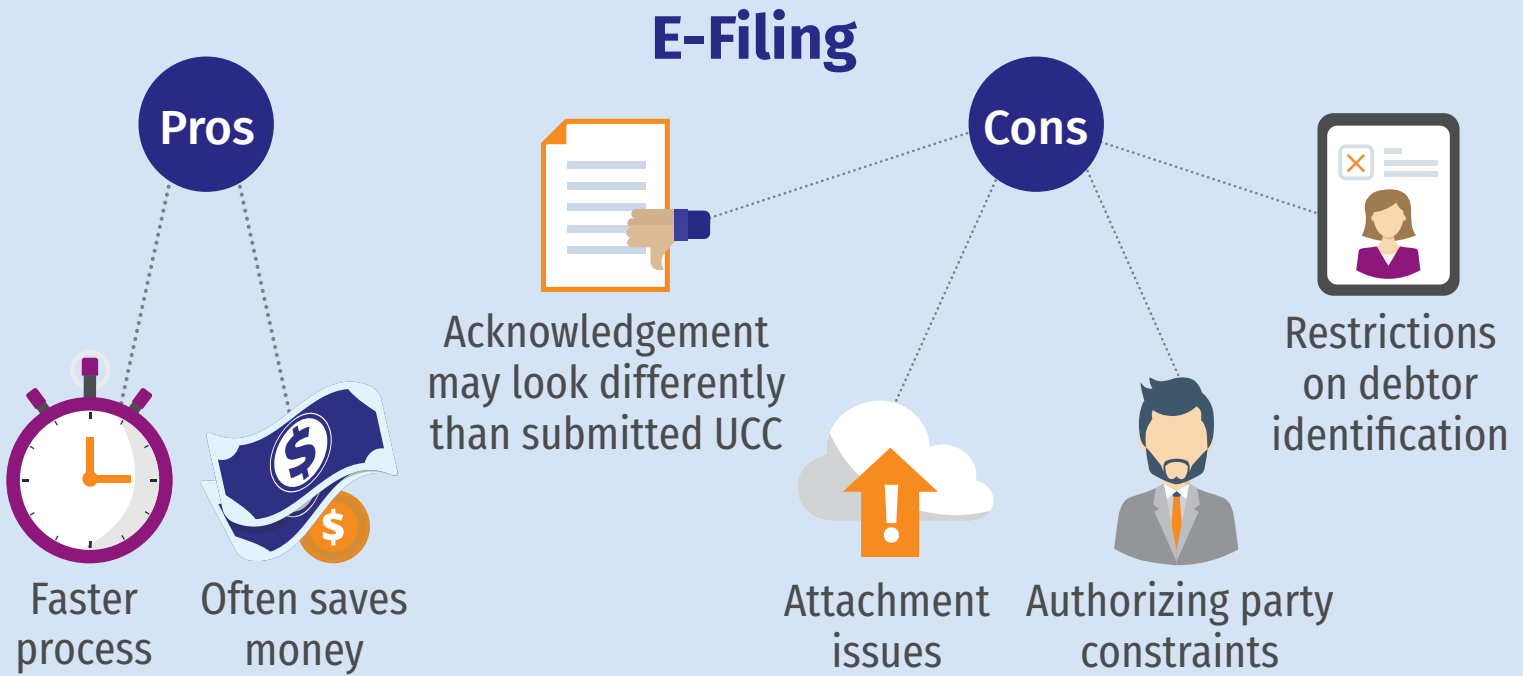 E-Filing
Pros
Faster
process
Often saves
money
Cons
Acknowledgement
may look differently
than submitted UCC
Attachment
issues
Authorizing party
constraints
Restrictions
on debtor
identification
$
$
!